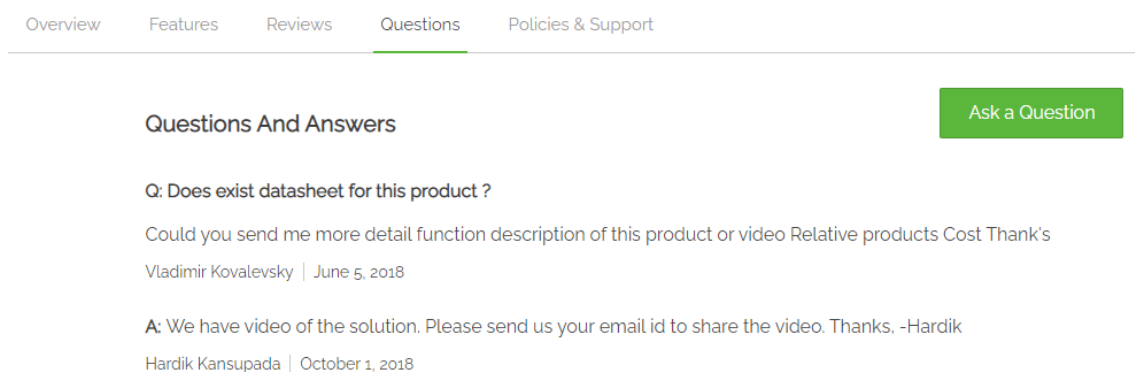 Overview Features Reviews Questions Policies & Support
Ask a Question
Questions And Answers
Q: Does exist datasheet for this product ?
Could you send me more detail function description of this product or video Relative products Cost Thank's
Vladimir Kovalevsky | June 5, 2018
A: We have video of the solution. Please send us your email id to share the video. Thanks, -Hardik
Hardik Kansupada | October 1, 2018